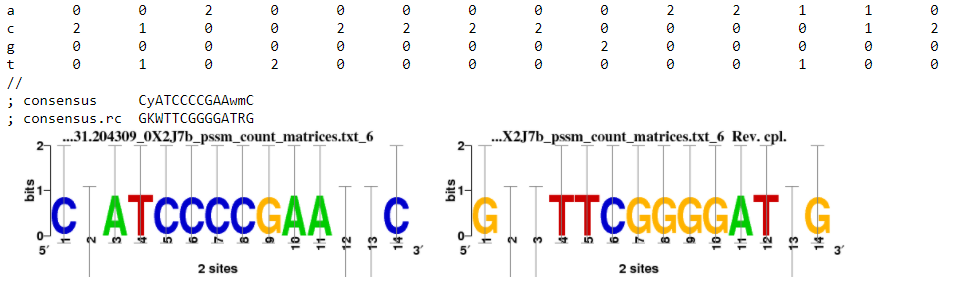 a 0 0 2 0 0 0 0 0 0 2 2 1 1 0
c 2 1 0 0 2 2 2 2 0 0 0 0 1 2
g 0 0 0 0 0 0 0 0 2 0 0 0 0 0
t 0 1 0 2 0 0 0 0 0 0 0 1 0 0
//
; consensus CyATCCCCGAAwmC
; consensus.rc GKWTTCGGGGATRG
...31.204309_0X2J7b_pssm_count_matrices.txt_6
2
bits
1
0
C ATCCCCGAA C
1 2 3 4 5 6 7 8 9 10 11 12 13 14
5′ 3′
2 sites
...X2J7b_pssm_count_matrices.txt_6 Rev. cpl.
2
bits
1
0
G TTCGGGGAT G
1 2 3 4 5 6 7 8 9 10 11 12 13 14
5′ 3′
2 sites